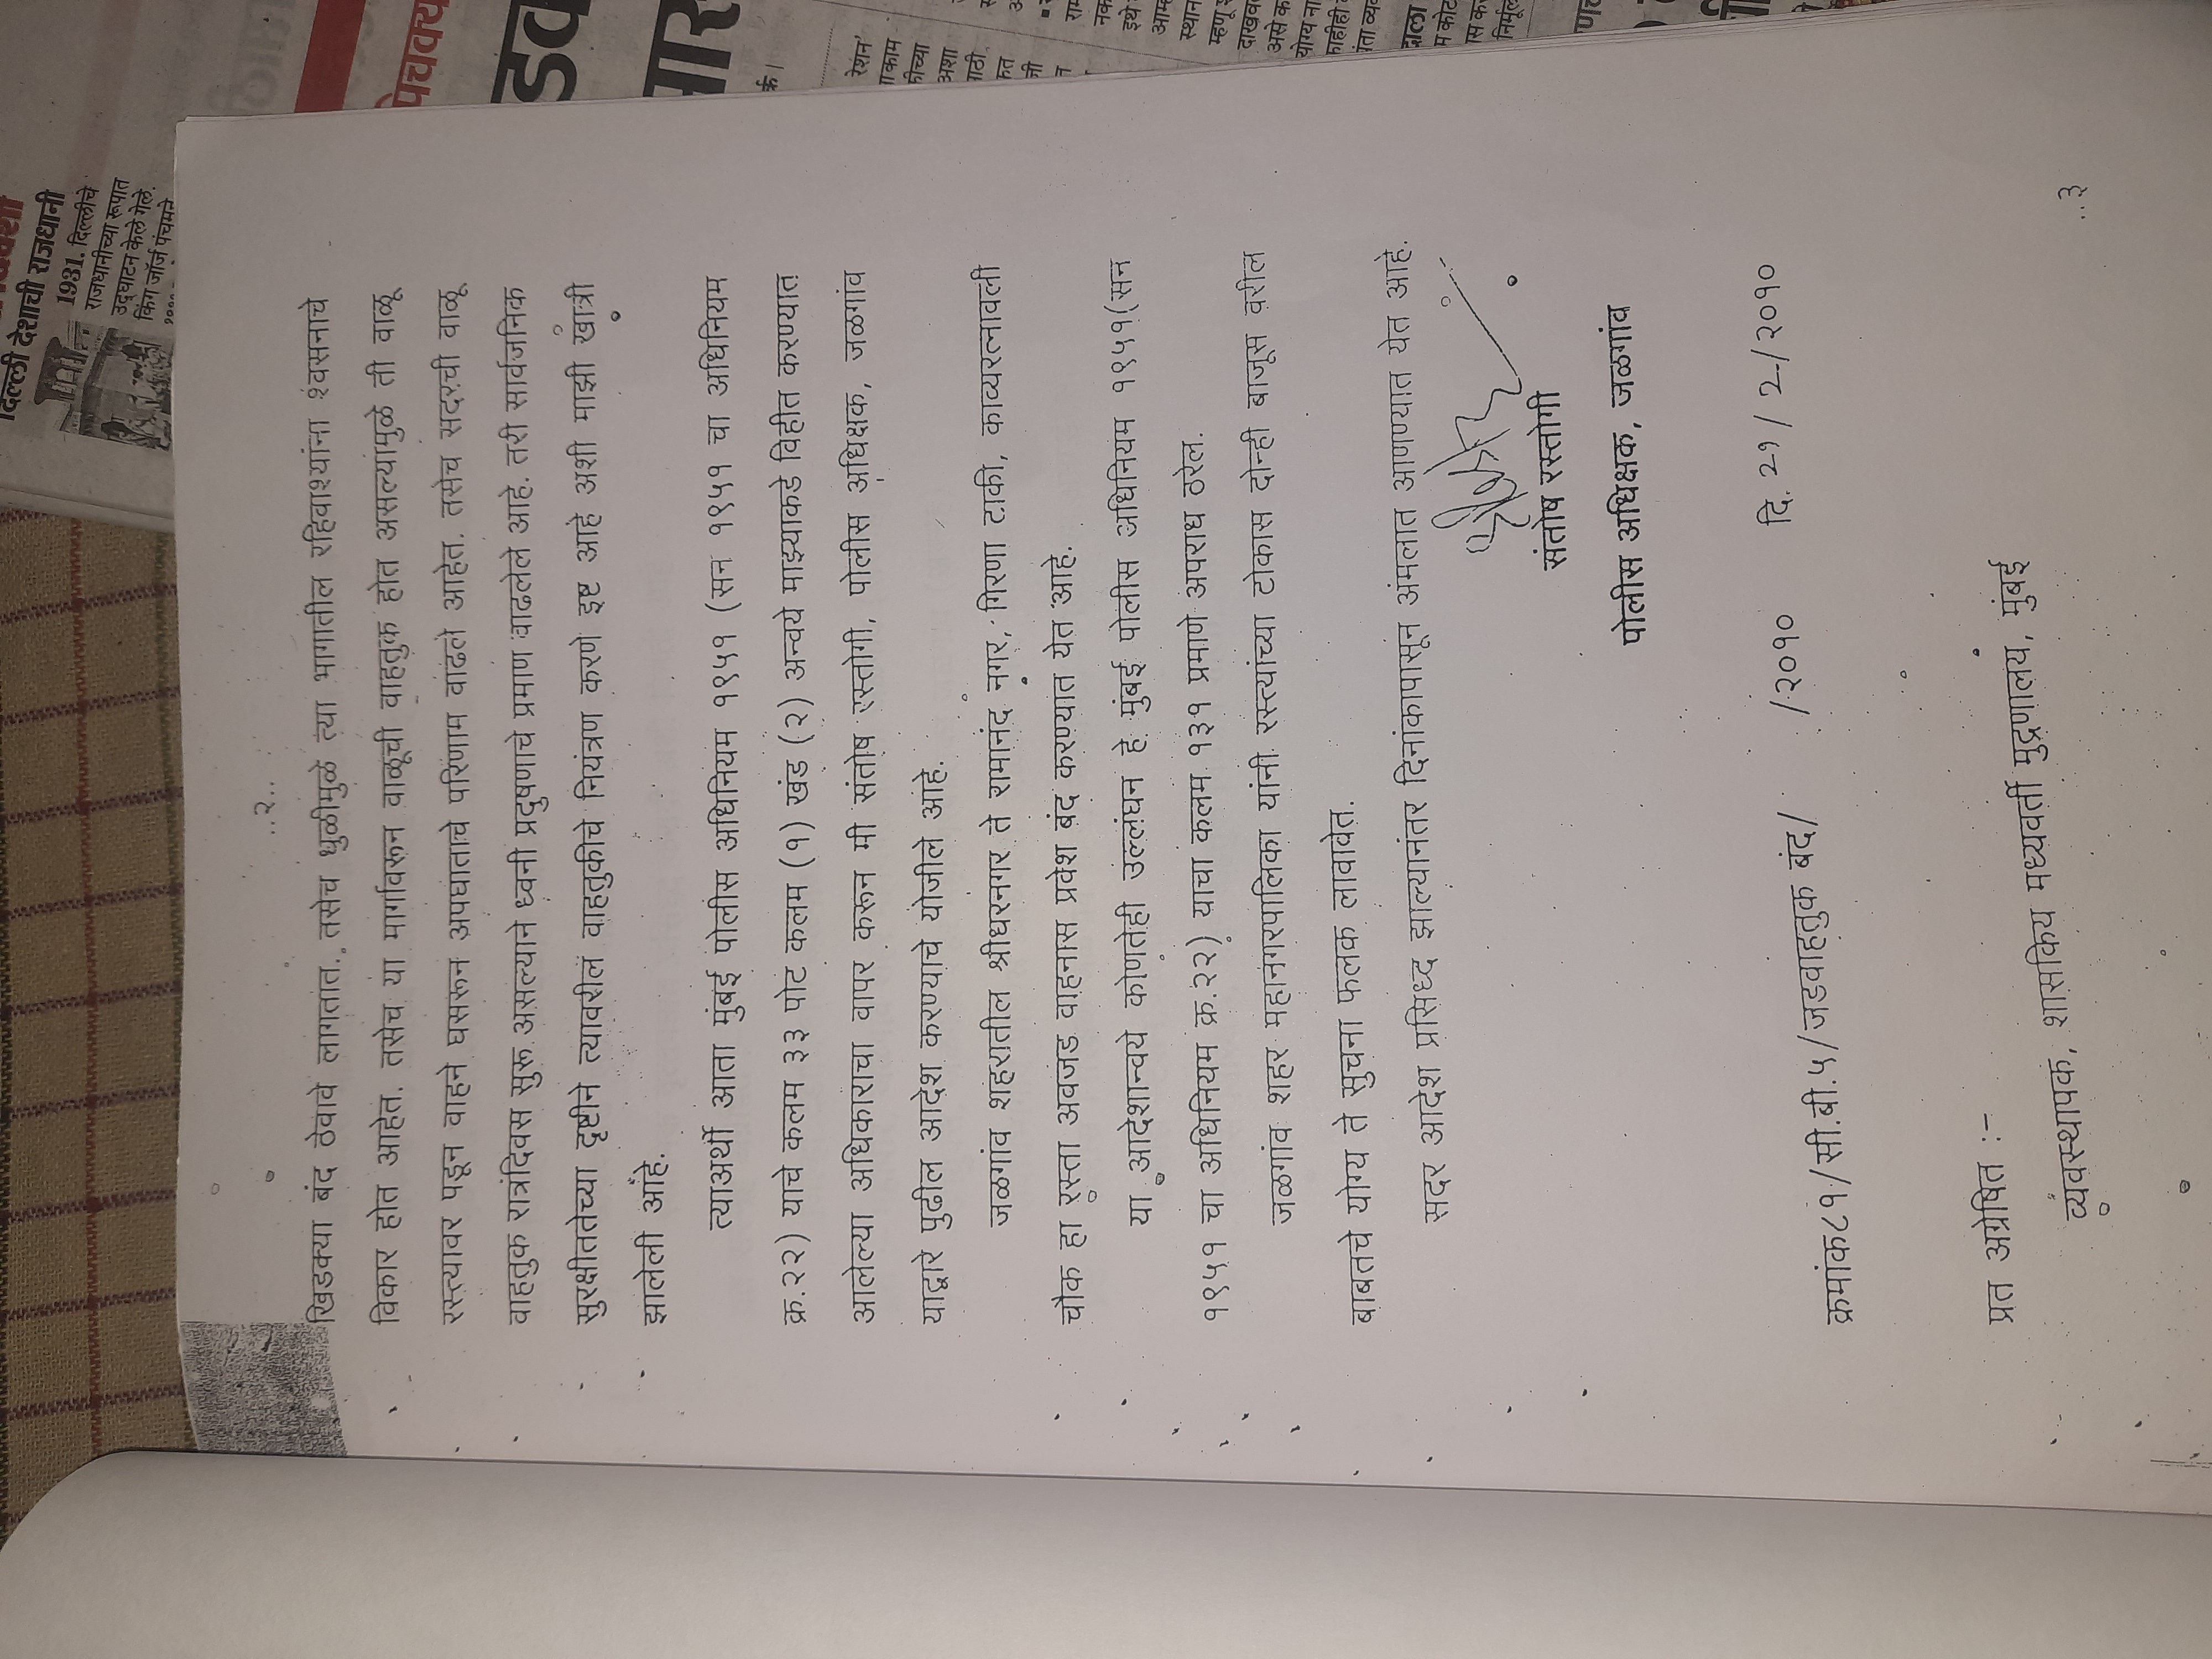 दिल्ली देशाची राजधानी
1931. दिल्लीचे
राजधानीच्या रूपात
उद्घाटन केले गेले.
किंग जॉर्ज पंचमने
..२..
खिडक्या बंद ठेवावे लागतात. तसेच धुळीमुळे त्या भागातील रहिवाश्यांना श्वसनाचे
विकार होत आहेत. तसेच या मार्गावरून वाळूची वाहतुक होत असल्यामुळे ती वाळू
रस्त्यावर पडून वाहने घसरून अपघाताचे परिणाम वाढले आहेत. तसेच सदरची वाळू
वाहतुक रात्रंदिवस सुरू असल्याने ध्वनी प्रदुषणाचे प्रमाण वाढलेले आहे. तरी सार्वजनिक
सुरक्षीततेच्या दृष्टीने त्यावरील वाहतुकीचे नियंत्रण करणे इष्ट आहे अशी माझी खात्री
झालेली आहे.
त्याअर्थी आता मुंबई पोलीस अधिनियम १९५१ (सन १९५१ चा अधिनियम
क्र.२२) याचे कलम ३३ पोट कलम (१) खंड (२) अन्वये माझ्याकडे विहीत करण्यात
आलेल्या अधिकाराचा वापर करून मी संतोष रस्तोगी, पोलीस अधिक्षक, जळगांव
याद्वारे पुढील आदेश करण्याचे योजीले आहे.
जळगांव शहरातील श्रीधरनगर ते रामानंद नगर, गिरणा टाकी, काव्यरत्नावली
चौक हा रस्ता अवजड वाहनास प्रवेश बंद करण्यात येत आहे.
या आदेशान्वये कोणतेही उल्लंघन हे मुंबई पोलीस अधिनियम १९५१(सन
१९५१ चा अधिनियम क्र.२२) याचा कलम १३१ प्रमाणे अपराध ठरेल.
जळगांव शहर महानगरपालिका यांनी रस्त्यांच्या टोकास दोन्ही बाजूस वरील
बाबतचे योग्य ते सुचना फलक लावावेत.
सदर आदेश प्रसिध्द झाल्यानंतर दिनांकापासून अंमलात आणण्यात येत आहे.
संतोष रस्तोगी
पोलीस अधिक्षक, जळगांव
क्रमांक८१/सी.बी.५/जडवाहतुक बंद/ /२०१० दि. २१/ 2/२०१०
प्रत अग्रेषित :-
व्यवस्थापक, शासकिय मध्यवर्ती मुद्रणालय, मुंबई
..३